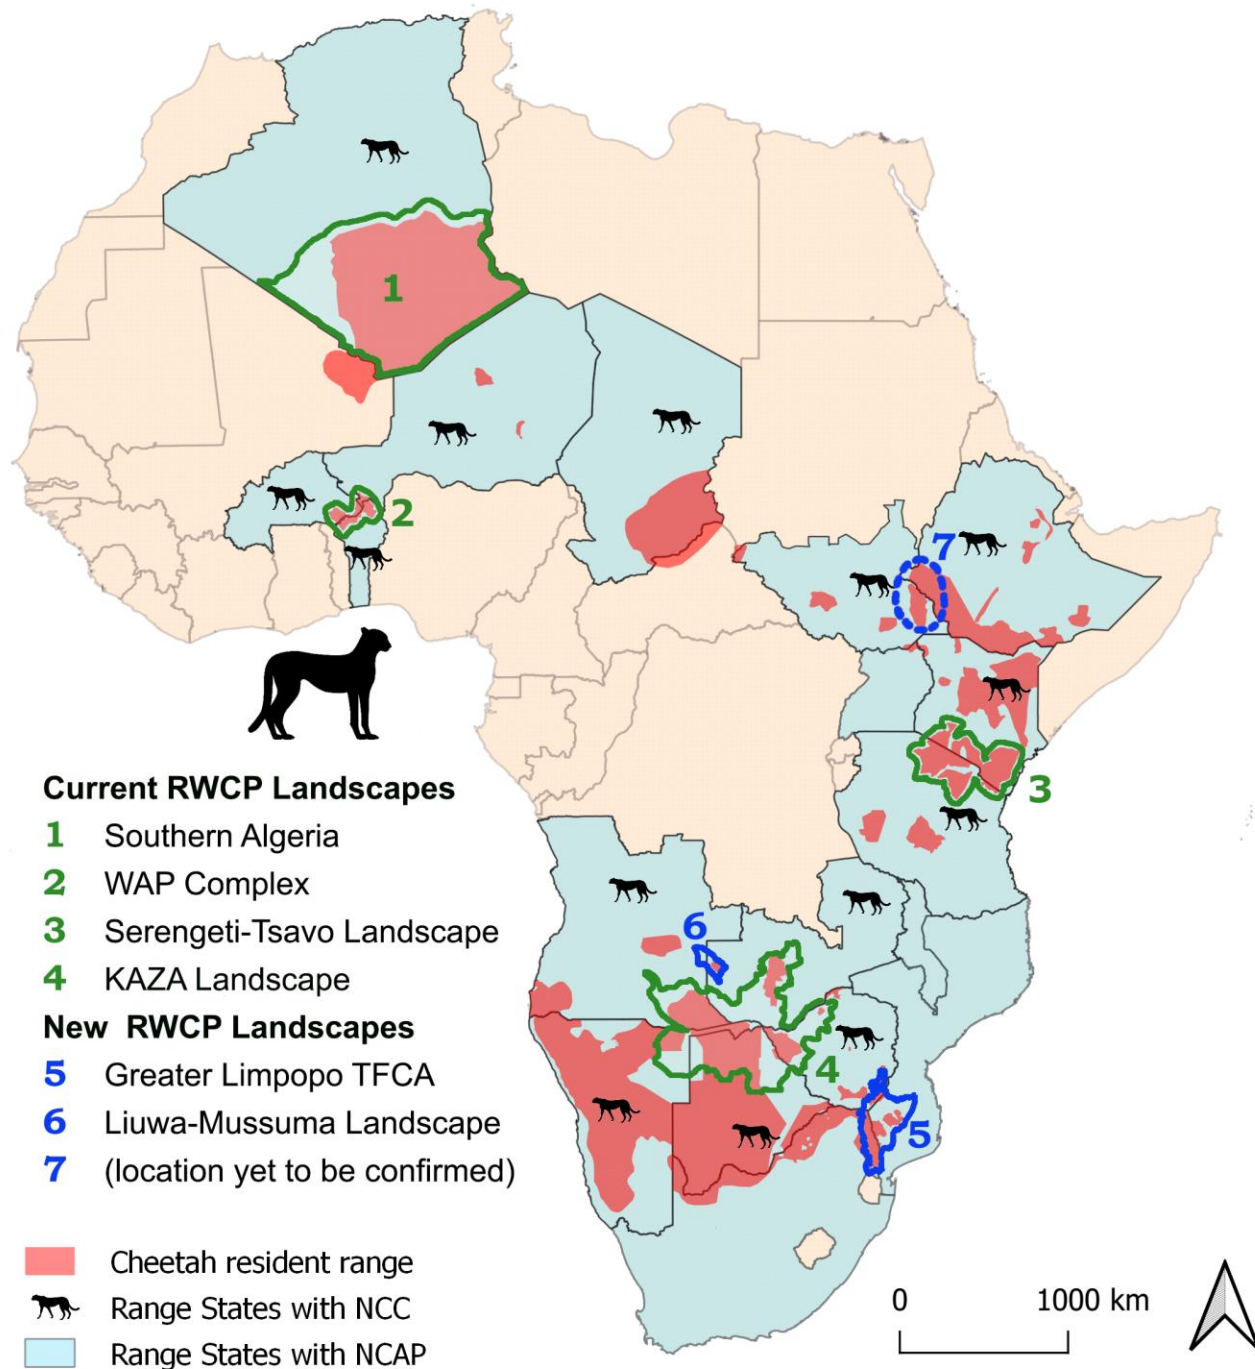 1
2
7
3
6
4
5
Current RWCP Landscapes
1 Southern Algeria
2 WAP Complex
3 Serengeti-Tsavo Landscape
4 KAZA Landscape
New RWCP Landscapes
5 Greater Limpopo TFCA
6 Liuwa-Mussuma Landscape
7 (location yet to be confirmed)
Cheetah resident range
Range States with NCC
Range States with NCAP
0 1000 km